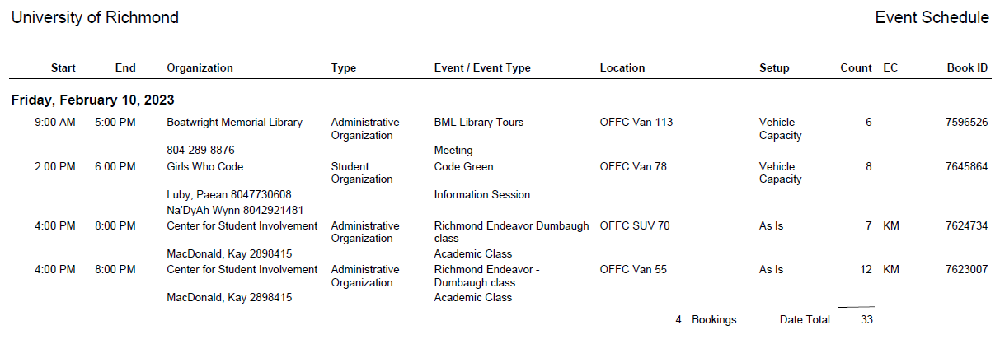 University of Richmond Event Schedule
Start End Organization Type Event / Event Type Location Setup Count EC Book ID
Friday, February 10, 2023
9:00 AM 5:00 PM Boatwright Memorial Library Administrative BML Library Tours OFFC Van 113 Vehicle 6 7596526
Organization Capacity
804-289-8876 Meeting
2:00 PM 6:00 PM Girls Who Code Student Code Green OFFC Van 78 Vehicle 8 7645864
Organization Capacity
Luby, Paean 8047730608 Information Session
Na'DyAh Wynn 8042921481
4:00 PM 8:00 PM Center for Student Involvement Administrative Richmond Endeavor Dumbaugh OFFC SUV 70 As Is 7 KM 7624734
Organization class
MacDonald, Kay 2898415 Academic Class
4:00 PM 8:00 PM Center for Student Involvement Administrative Richmond Endeavor - OFFC Van 55 As Is 12 KM 7623007
Organization Dumbaugh class
MacDonald, Kay 2898415 Academic Class
4 Bookings Date Total 33